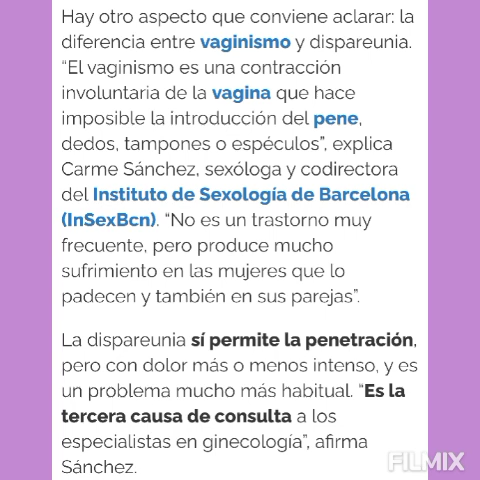 Hay otro aspecto que conviene aclarar: la
diferencia entre vaginismo y dispareunia.
“El vaginismo es una contracción
involuntaria de la vagina que hace
imposible la introducción del pene,
dedos, tampones o espéculos”, explica
Carme Sánchez, sexóloga y codirectora
del Instituto de Sexología de Barcelona
(InSexBcn). “No es un trastorno muy
frecuente, pero produce mucho
sufrimiento en las mujeres que lo
padecen y también en sus parejas”.
La dispareunia sí permite la penetración,
pero con dolor más o menos intenso, y es
un problema mucho más habitual. “Es la
tercera causa de consulta a los
especialistas en ginecología”, afirma
Sánchez.
FILMIX